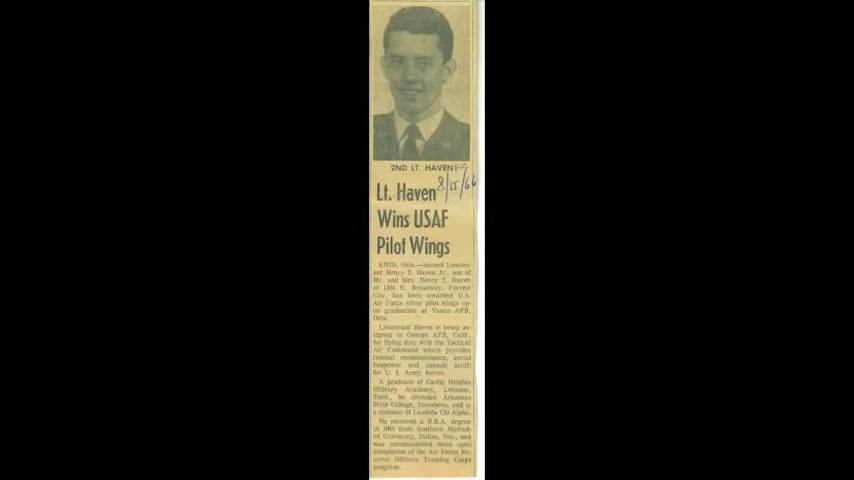 2ND LT. HAVEN
8/15/66
Lt. Haven
Wins USAF
Pilot Wings
ENID, Okla.—Second Lieuten-
ant Henry T. Haven Jr., son of
Mr. and Mrs. Henry T. Haven
of 1314 E. Broadway, Forrest
City, has been awarded U.S.
Air Force silver pilot wings up-
on graduation at Vance AFB,
Okla.
Lieutenant Haven is being as-
signed to George AFB, Calif.,
for flying duty with the Tactical
Air Command which provides
combat reconnaissance, aerial
firepower and assault airlift
for U. S. Army forces.
A graduate of Castle Heights
Military Academy, Lebanon,
Tenn., he attended Arkansas
State College, Jonesboro, and is
a member of Lambda Chi Alpha.
He received a B.B.A. degree
in 1965 from Southern Method-
ist University, Dallas, Tex., and
was commissioned there upon
completion of the Air Force Re-
serve Officers Training Corps
program.